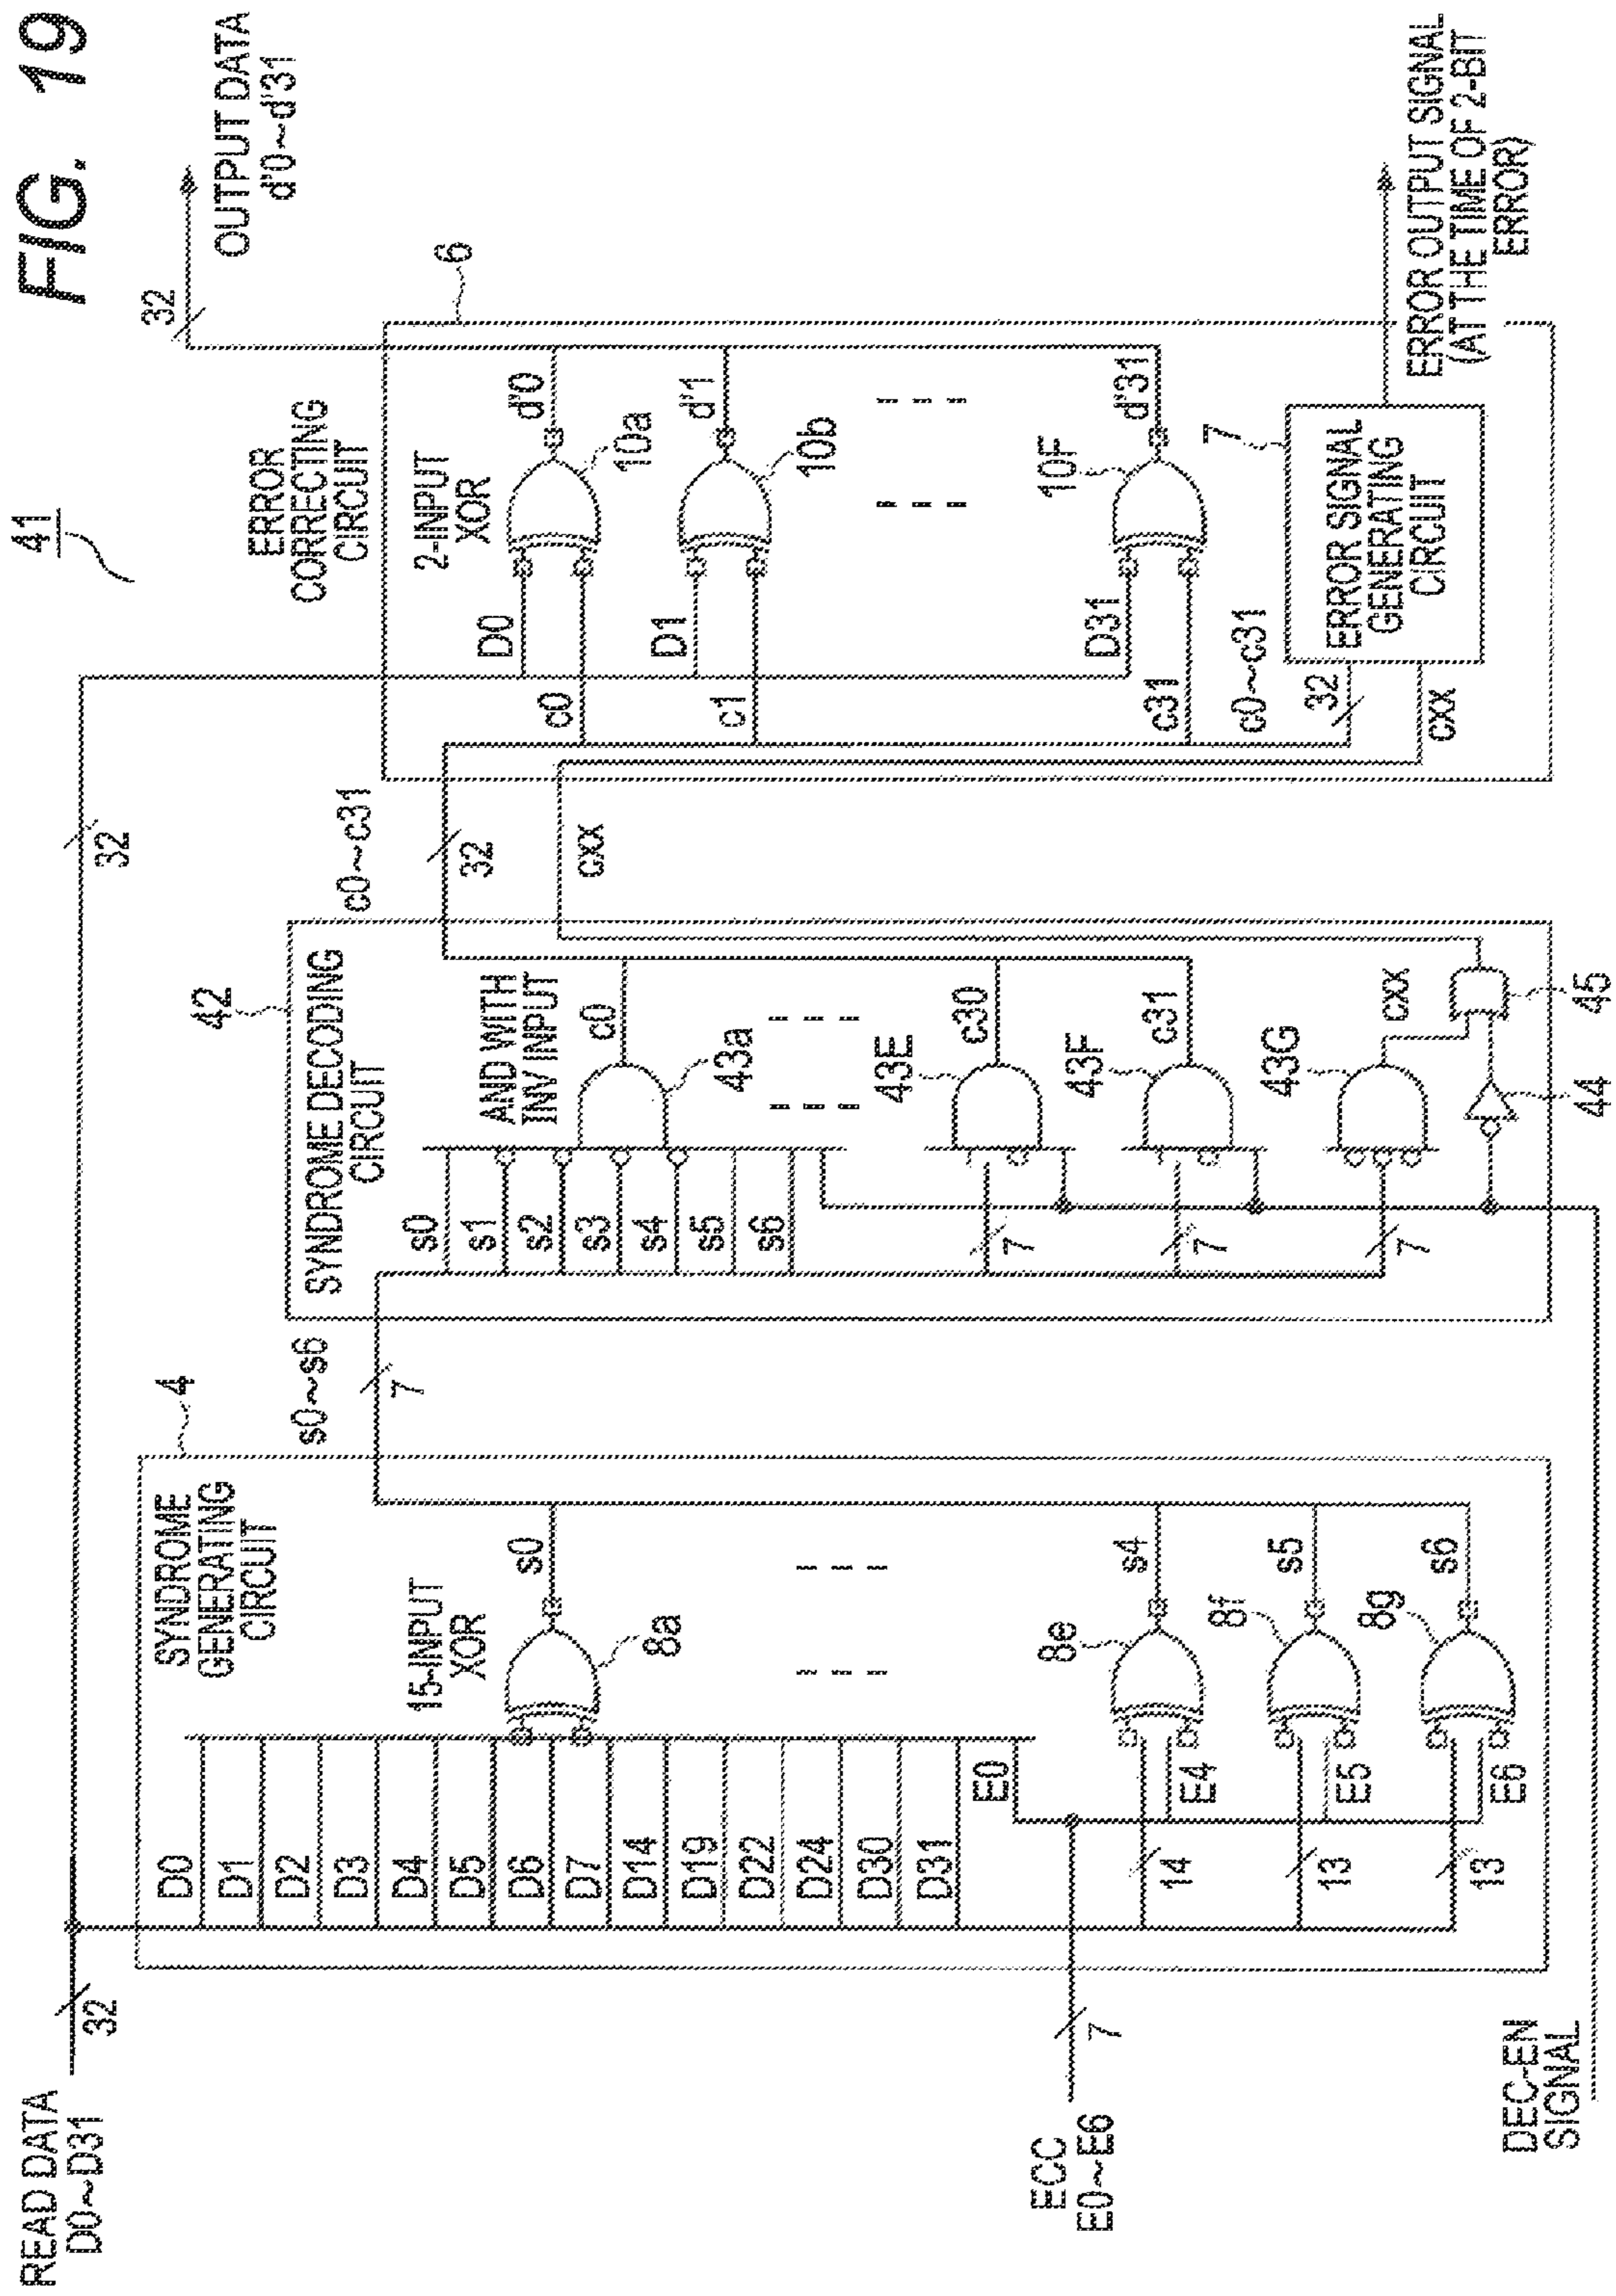 FIG. 19
41
READ DATA
D0~D31
32
32
32
OUTPUT DATA
d'0~d'31
SYNDROME
GENERATING
CIRCUIT
4
15-INPUT
XOR
D0
D1
D2
D3
D4
D5
D6
D7
D14
D19
D22
D24
D30
D31
E0
8a
s0
14
E4
8e
s4
13
E5
8f
s5
13
E6
8g
s6
ECC
E0~E6
7
DEC-EN
SIGNAL
s0~s6
7
SYNDROME DECODING
CIRCUIT
42
AND WITH
INV INPUT
s0
s1
s2
s3
s4
s5
s6
43a
c0
7
43E
c30
7
43F
c31
7
43G
cxx
44
45
c0~c31
32
cxx
ERROR
CORRECTING
CIRCUIT
6
2-INPUT
XOR
D0
c0
10a
d'0
D1
c1
10b
d'1
D31
c31
10F
d'31
c0~c31
32
cxx
7
ERROR SIGNAL
GENERATING
CIRCUIT
ERROR OUTPUT SIGNAL
(AT THE TIME OF 2-BIT
ERROR)